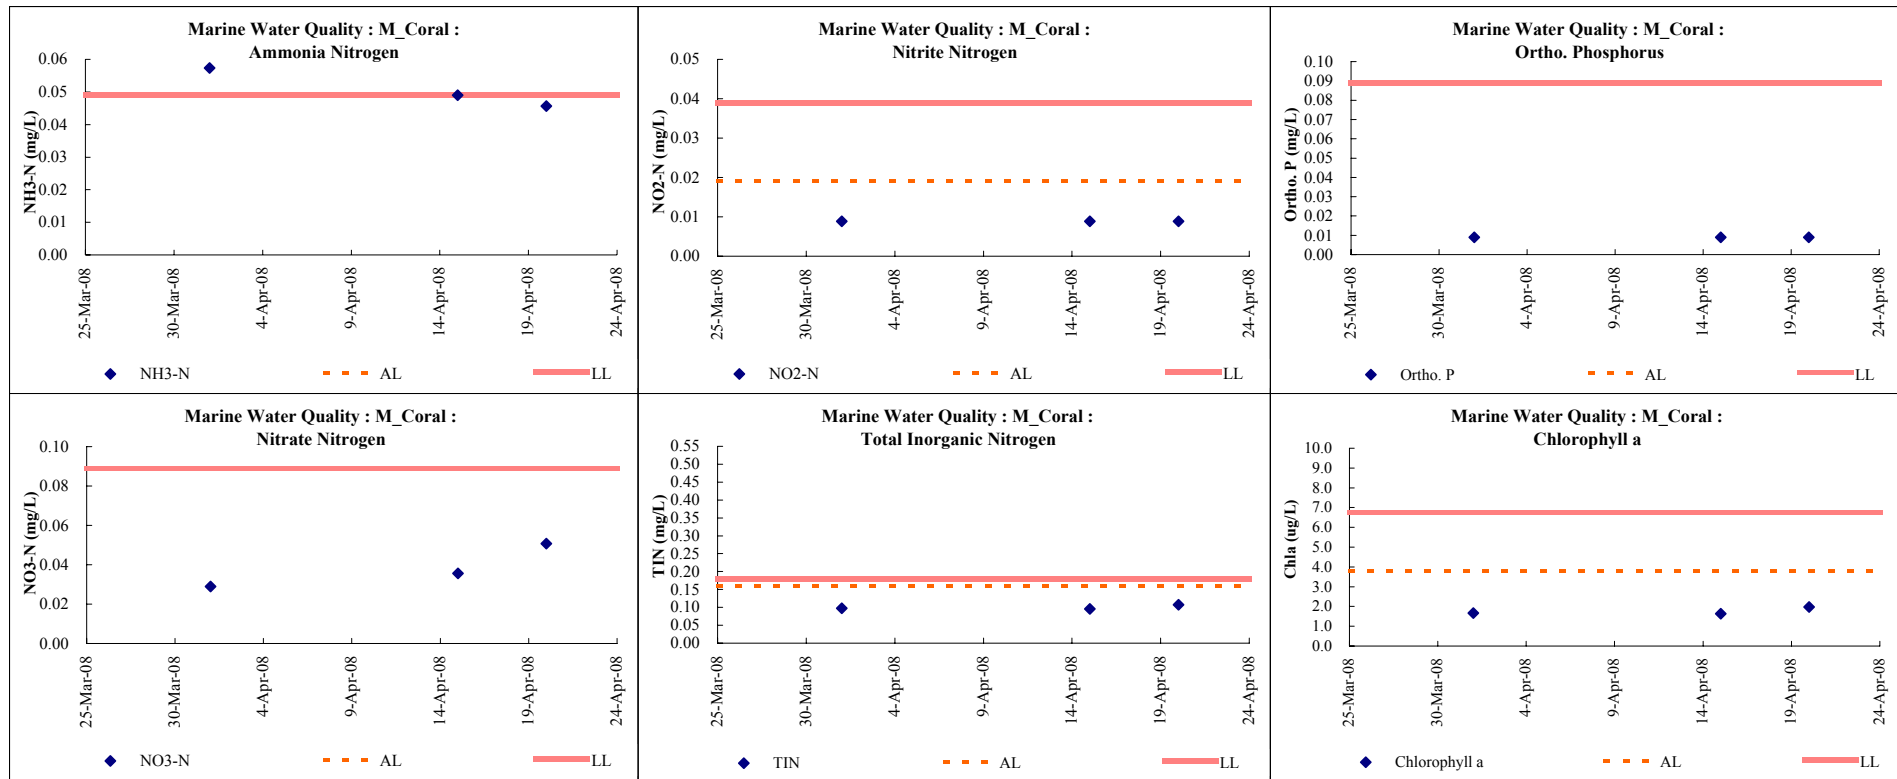 Marine Water Quality : M_Coral :
Ammonia Nitrogen
0.06
0.05
0.04
0.03
0.02
0.01
0.00
NH3-N (mg/L)
25-Mar-08
30-Mar-08
4-Apr-08
9-Apr-08
14-Apr-08
19-Apr-08
24-Apr-08
NH3-N
AL
LL
Marine Water Quality : M_Coral :
Nitrite Nitrogen
0.05
0.04
0.03
0.02
0.01
0.00
NO2-N (mg/L)
25-Mar-08
30-Mar-08
4-Apr-08
9-Apr-08
14-Apr-08
19-Apr-08
24-Apr-08
NO2-N
AL
LL
Marine Water Quality : M_Coral :
Ortho. Phosphorus
0.10
0.09
0.08
0.07
0.06
0.05
0.04
0.03
0.02
0.01
0.00
Ortho. P (mg/L)
25-Mar-08
30-Mar-08
4-Apr-08
9-Apr-08
14-Apr-08
19-Apr-08
24-Apr-08
Ortho. P
AL
LL
Marine Water Quality : M_Coral :
Nitrate Nitrogen
0.10
0.08
0.06
0.04
0.02
0.00
NO3-N (mg/L)
25-Mar-08
30-Mar-08
4-Apr-08
9-Apr-08
14-Apr-08
19-Apr-08
24-Apr-08
NO3-N
AL
LL
Marine Water Quality : M_Coral :
Total Inorganic Nitrogen
0.55
0.50
0.45
0.40
0.35
0.30
0.25
0.20
0.15
0.10
0.05
0.00
TIN (mg/L)
25-Mar-08
30-Mar-08
4-Apr-08
9-Apr-08
14-Apr-08
19-Apr-08
24-Apr-08
TIN
AL
LL
Marine Water Quality : M_Coral :
Chlorophyll a
10.0
9.0
8.0
7.0
6.0
5.0
4.0
3.0
2.0
1.0
0.0
Chla (ug/L)
25-Mar-08
30-Mar-08
4-Apr-08
9-Apr-08
14-Apr-08
19-Apr-08
24-Apr-08
Chlorophyll a
AL
LL